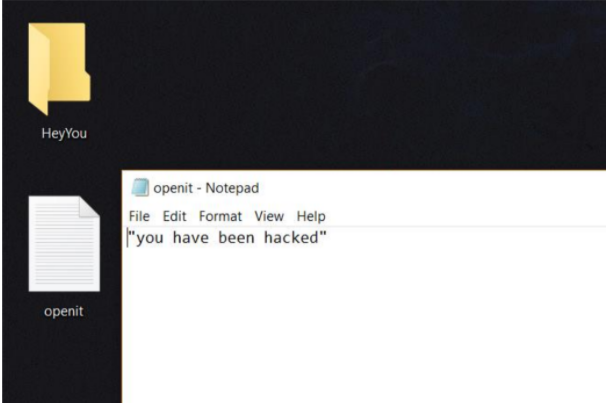 HeyYou
openit
openit - Notepad
File Edit Format View Help
"you have been hacked"